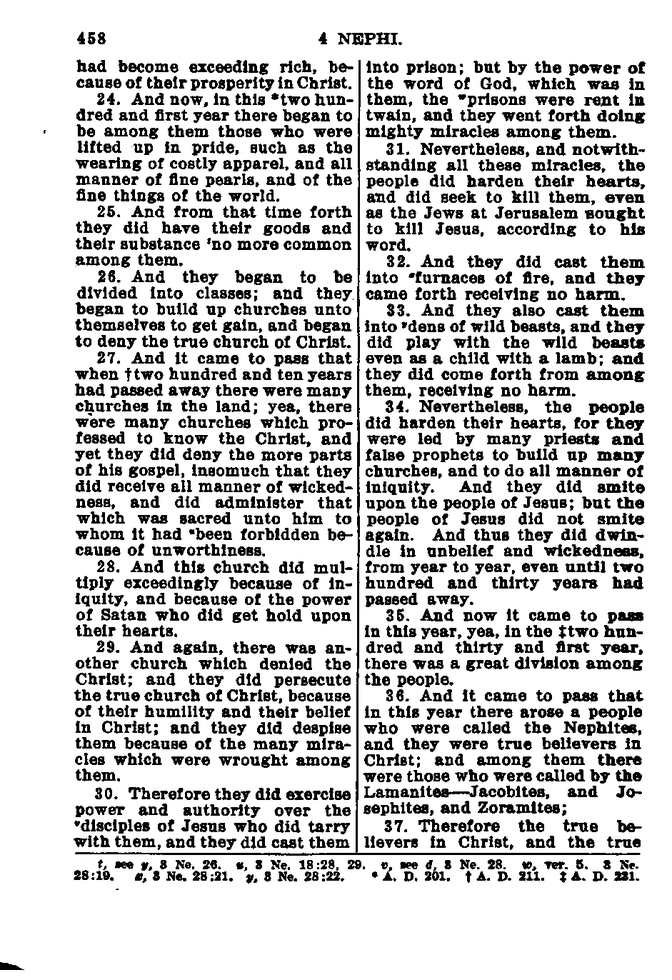 458
4 NEPHI.
had become exceeding rich, be-
cause of their prosperity in Christ.
24. And now, in this *two hun-
dred and first year there began to
be among them those who were
lifted up in pride, such as the
wearing of costly apparel, and all
manner of fine pearls, and of the
fine things of the world.
25. And from that time forth
they did have their goods and
their substance ᵗno more common
among them.
26. And they began to be
divided into classes; and they
began to build up churches unto
themselves to get gain, and began
to deny the true church of Christ.
27. And it came to pass that
when †two hundred and ten years
had passed away there were many
churches in the land; yea, there
were many churches which pro-
fessed to know the Christ, and
yet they did deny the more parts
of his gospel, insomuch that they
did receive all manner of wicked-
ness, and did administer that
which was sacred unto him to
whom it had ᵘbeen forbidden be-
cause of unworthiness.
28. And this church did mul-
tiply exceedingly because of in-
iquity, and because of the power
of Satan who did get hold upon
their hearts.
29. And again, there was an-
other church which denied the
Christ; and they did persecute
the true church of Christ, because
of their humility and their belief
in Christ; and they did despise
them because of the many mira-
cles which were wrought among
them.
30. Therefore they did exercise
power and authority over the
ᵛdisciples of Jesus who did tarry
with them, and they did cast them
into prison; but by the power of
the word of God, which was in
them, the ʷprisons were rent in
twain, and they went forth doing
mighty miracles among them.
31. Nevertheless, and notwith-
standing all these miracles, the
people did harden their hearts,
and did seek to kill them, even
as the Jews at Jerusalem sought
to kill Jesus, according to his
word.
32. And they did cast them
into ˣfurnaces of fire, and they
came forth receiving no harm.
33. And they also cast them
into ʸdens of wild beasts, and they
did play with the wild beasts
even as a child with a lamb; and
they did come forth from among
them, receiving no harm.
34. Nevertheless, the people
did harden their hearts, for they
were led by many priests and
false prophets to build up many
churches, and to do all manner of
iniquity. And they did smite
upon the people of Jesus; but the
people of Jesus did not smite
again. And thus they did dwin-
dle in unbelief and wickedness,
from year to year, even until two
hundred and thirty years had
passed away.
35. And now it came to pass
in this year, yea, in the ‡two hun-
dred and thirty and first year,
there was a great division among
the people.
36. And it came to pass that
in this year there arose a people
who were called the Nephites,
and they were true believers in
Christ; and among them there
were those who were called by the
Lamanites—Jacobites, and Jo-
sephites, and Zoramites;
37. Therefore the true be-
lievers in Christ, and the true
t, see y, 3 Ne. 26. u, 3 Ne. 18:28, 29. v, see d, 3 Ne. 28. w, ver. 5. 3 Ne.
28:19. x, 3 Ne. 28:21. y, 3 Ne. 28:22. * A. D. 201. † A. D. 211. ‡ A. D. 231.